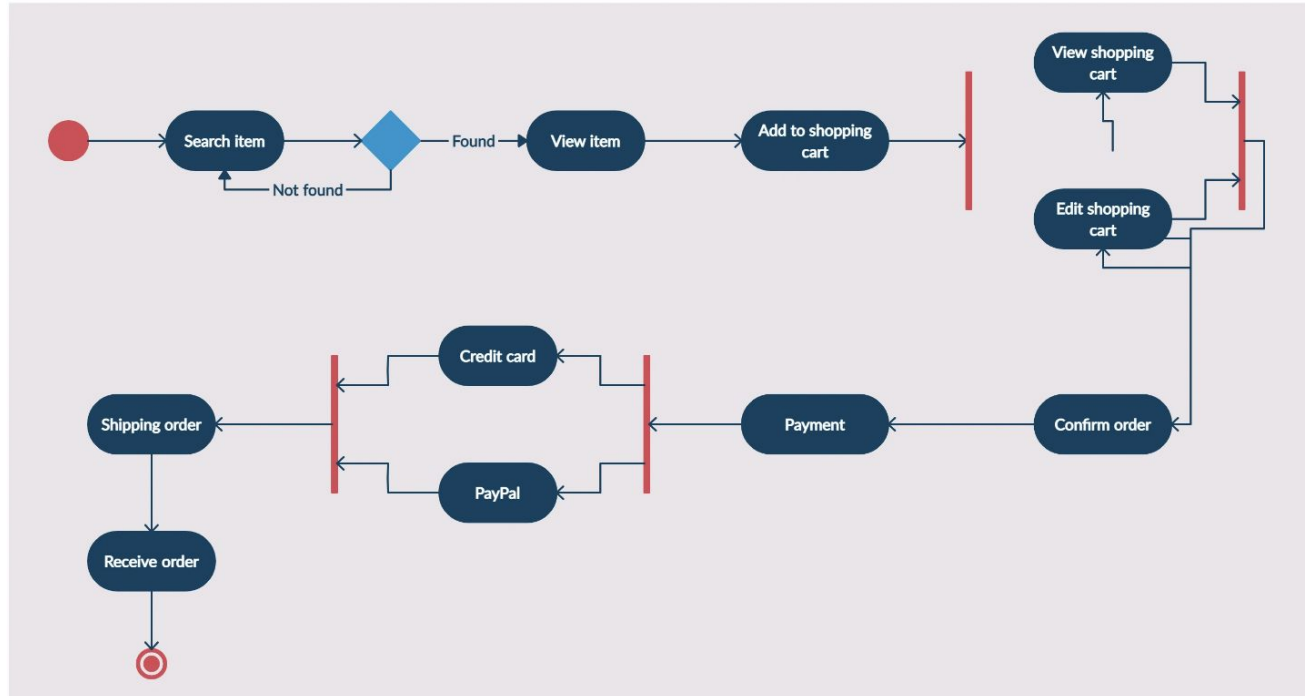 View shopping
cart
Search item
Found
View item
Add to shopping
cart
Not found
Edit shopping
cart
Credit card
Shipping order
Payment
Confirm order
PayPal
Receive order